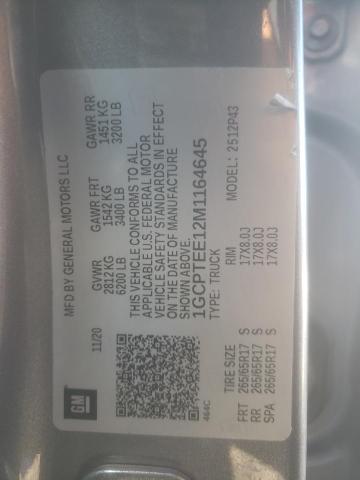 MFD BY GENERAL MOTORS LLC
11/20
GVWR GAWR FRT GAWR RR
2812 KG 1542 KG 1451 KG
6200 LB 3400 LB 3200 LB
THIS VEHICLE CONFORMS TO ALL
APPLICABLE U.S. FEDERAL MOTOR
VEHICLE SAFETY STANDARDS IN EFFECT
ON THE DATE OF MANUFACTURE
SHOWN ABOVE.
1GCPTEE12M1164645
TYPE: TRUCK MODEL: 2512P43
TIRE SIZE RIM
FRT 265/65R17 S 17X8.0J
RR 265/65R17 S 17X8.0J
SPA 265/65R17 S 17X8.0J
GM
464C